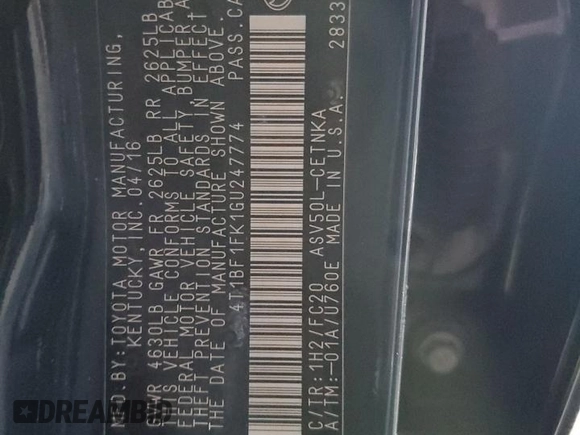 MFD.BY:TOYOTA MOTOR MANUFACTURING,
KENTUCKY, INC. 04/16
GVWR 4630LB GAWR FR 2625LB RR 2625LB
THIS VEHICLE CONFORMS TO ALL APPLICAB
FEDERAL MOTOR VEHICLE SAFETY, BUMPER A
THEFT PREVENTION STANDARDS IN EFFECT
THE DATE OF MANUFACTURE SHOWN ABOVE.
4T1BF1FK1GU247774 PASS.CA
C/TR:1H2/FC20 ASV50L-CETNKA
A/TM:-01A/U760E MADE IN U.S.A. 2833
DREAMBID